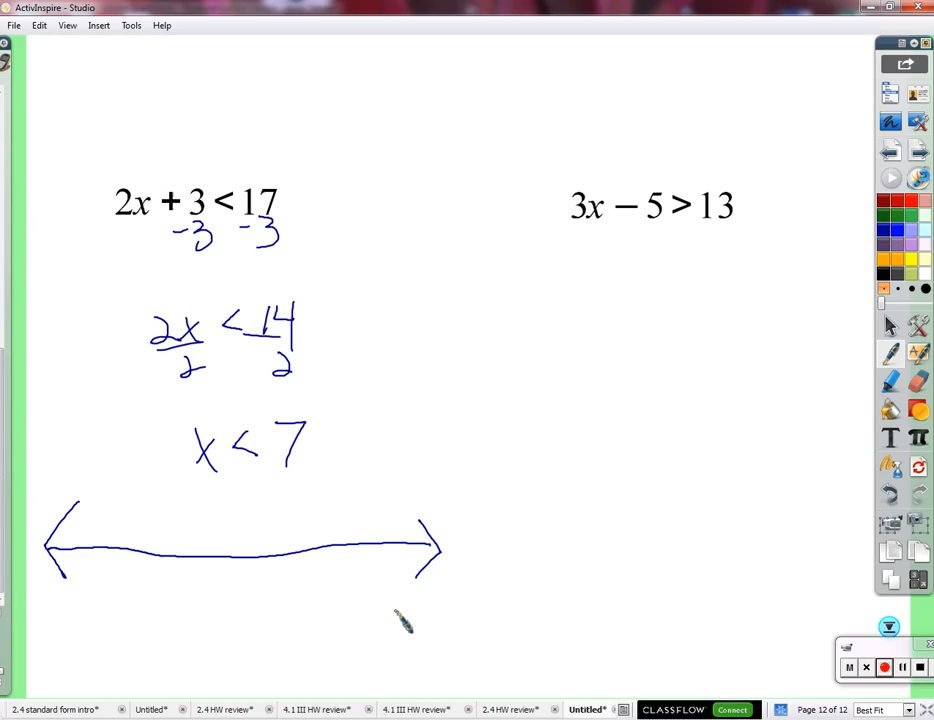 ActivInspire - Studio
File Edit View Insert Tools Help
2x + 3 < 17
-3 -3
2x < 14
2 2
x < 7
3x − 5 > 13
2.4 standard form intro* Untitled* 2.4 HW review* 4.1 III HW review* 4.1 III HW review* 2.4 HW review* Untitled* CLASSFLOW Connect Page 12 of 12 Best Fit
T π
M